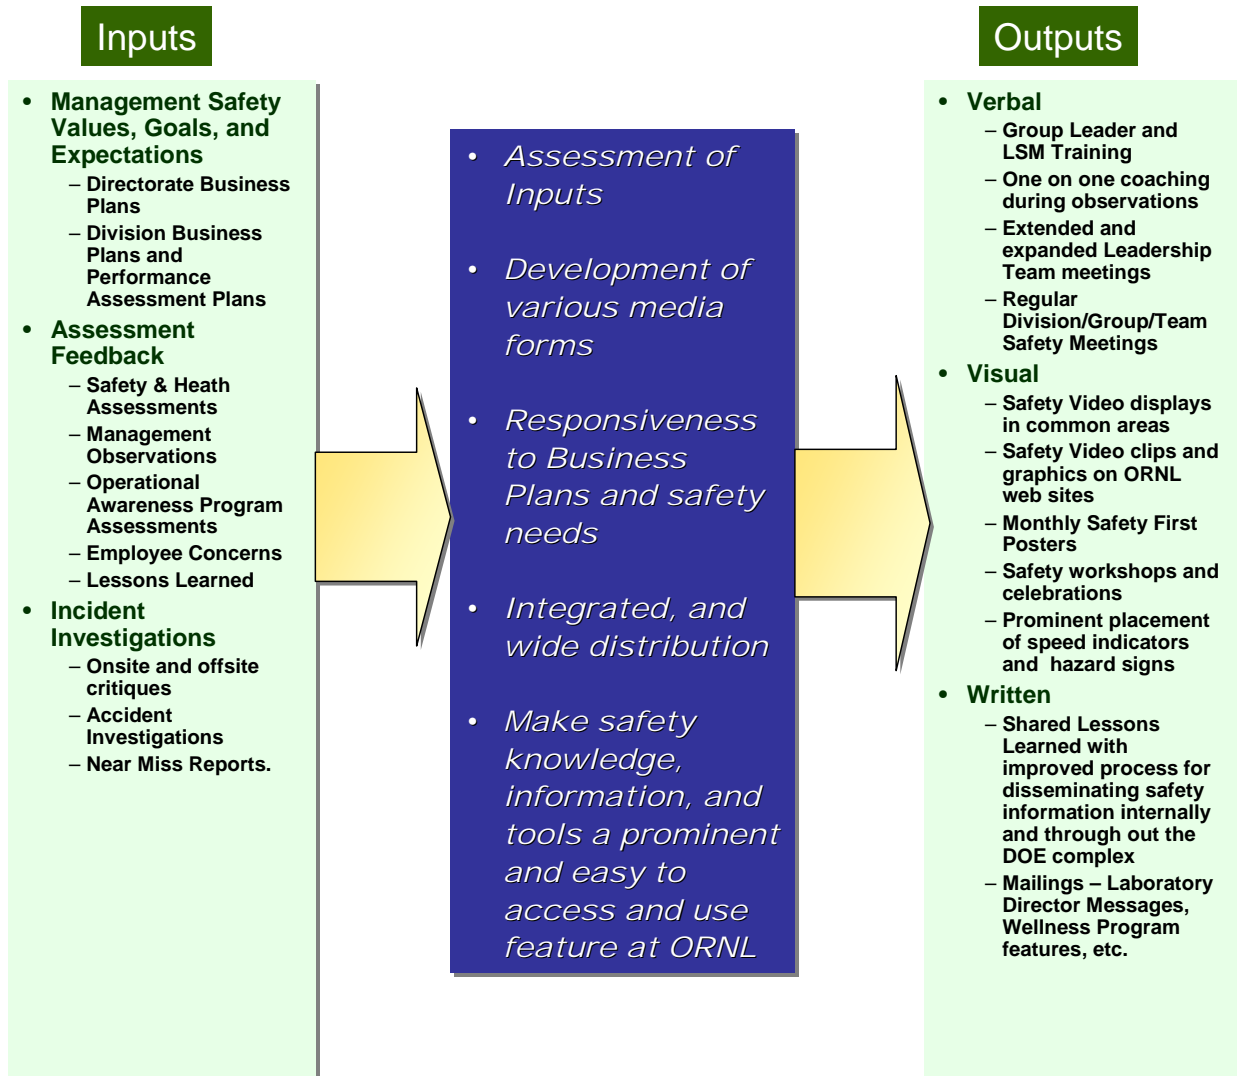 Inputs
• Management Safety
Values, Goals, and
Expectations
– Directorate Business
Plans
– Division Business
Plans and
Performance
Assessment Plans
• Assessment
Feedback
– Safety & Heath
Assessments
– Management
Observations
– Operational
Awareness Program
Assessments
– Employee Concerns
– Lessons Learned
• Incident
Investigations
– Onsite and offsite
critiques
– Accident
Investigations
– Near Miss Reports.
• Assessment of
Inputs
• Development of
various media
forms
• Responsiveness
to Business
Plans and safety
needs
• Integrated, and
wide distribution
• Make safety
knowledge,
information, and
tools a prominent
and easy to
access and use
feature at ORNL
Outputs
• Verbal
– Group Leader and
LSM Training
– One on one coaching
during observations
– Extended and
expanded Leadership
Team meetings
– Regular
Division/Group/Team
Safety Meetings
• Visual
– Safety Video displays
in common areas
– Safety Video clips and
graphics on ORNL
web sites
– Monthly Safety First
Posters
– Safety workshops and
celebrations
– Prominent placement
of speed indicators
and hazard signs
• Written
– Shared Lessons
Learned with
improved process for
disseminating safety
information internally
and through out the
DOE complex
– Mailings – Laboratory
Director Messages,
Wellness Program
features, etc.